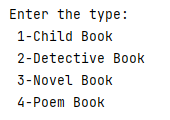 Enter the type:
1-Child Book
2-Detective Book
3-Novel Book
4-Poem Book